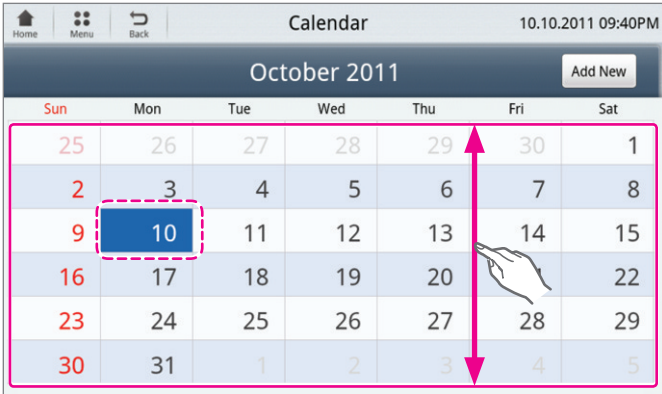 Home Menu Back Calendar 10.10.2011 09:40PM
October 2011 Add New
Sun Mon Tue Wed Thu Fri Sat
25 26 27 28 29 30 1
2 3 4 5 6 7 8
9 10 11 12 13 14 15
16 17 18 19 20 22
23 24 25 26 27 28 29
30 31 1 2 3 4 5